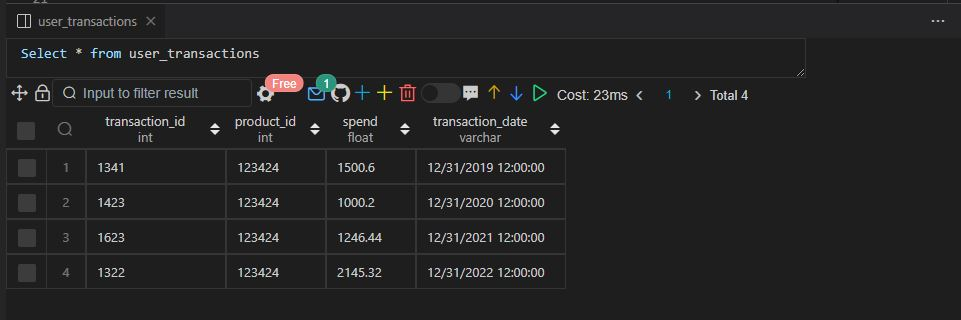 21
user_transactions
Select * from user_transactions
Input to filter result Free 1 Cost: 23ms 1 Total 4
transaction_id product_id spend transaction_date
int int float varchar
1 1341 123424 1500.6 12/31/2019 12:00:00
2 1423 123424 1000.2 12/31/2020 12:00:00
3 1623 123424 1246.44 12/31/2021 12:00:00
4 1322 123424 2145.32 12/31/2022 12:00:00